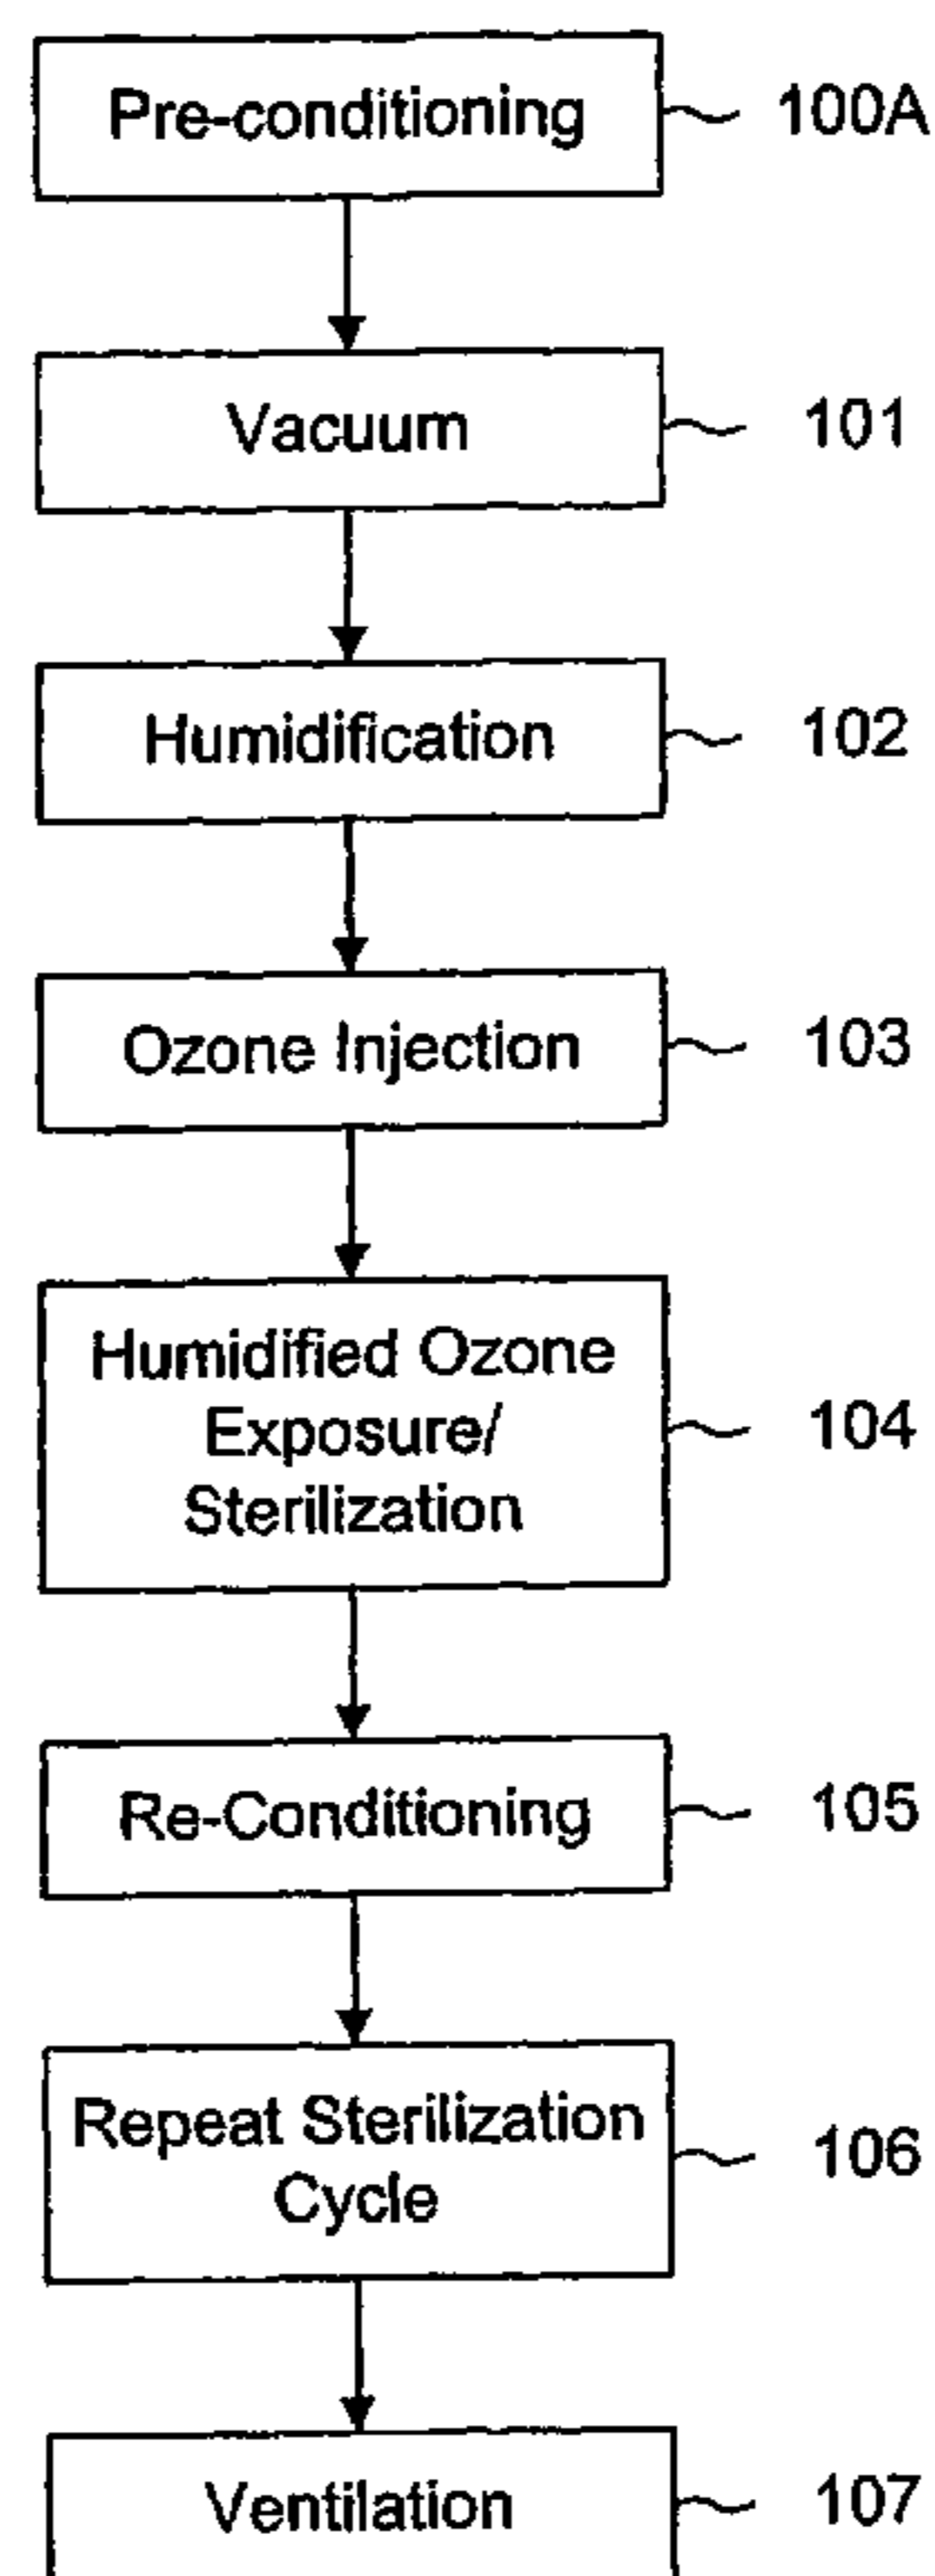 Pre-conditioning 100A
Vacuum 101
Humidification 102
Ozone Injection 103
Humidified Ozone
Exposure/ 104
Sterilization
Re-Conditioning 105
Repeat Sterilization
Cycle 106
Ventilation 107